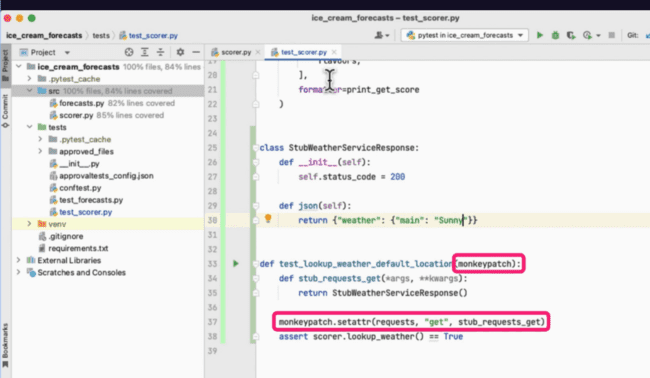 ice_cream_forecasts – test_scorer.py
ice_cream_forecasts
tests
test_scorer.py
pytest in ice_cream_forecasts
Git:
Project
Project
scorer.py
test_scorer.py
Commit
ice_cream_forecasts 100% files, 84% lines
.pytest_cache
src 100% files, 84% lines covered
forecasts.py 82% lines covered
scorer.py 85% lines covered
tests
.pytest_cache
approved_files
__init__.py
approvaltests_config.json
conftest.py
test_forecasts.py
test_scorer.py
venv
.gitignore
requirements.txt
External Libraries
Scratches and Consoles
Bookmarks
19 flavours,
20 ],
21 formatter=print_get_score
22 )
23
24
25 class StubWeatherServiceResponse:
26 def __init__(self):
27 self.status_code = 200
28
29 def json(self):
30 return {"weather": {"main": "Sunny"}}
31
32
33 def test_lookup_weather_default_location(monkeypatch):
34 def stub_requests_get(*args, **kwargs):
35 return StubWeatherServiceResponse()
36
37 monkeypatch.setattr(requests, "get", stub_requests_get)
38 assert scorer.lookup_weather() == True
39